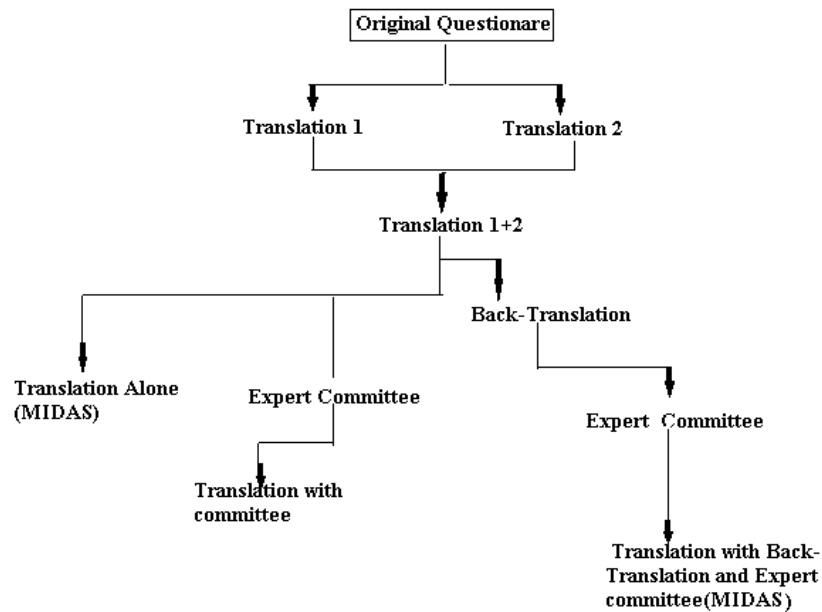 Original Questionare
Translation 1
Translation 2
Translation 1+2
Back-Translation
Translation Alone
(MIDAS)
Expert Committee
Expert Committee
Translation with
committee
Translation with Back-
Translation and Expert
committee(MIDAS)